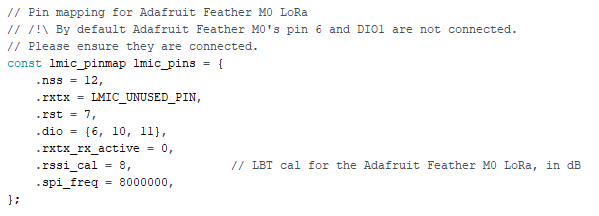 // Pin mapping for Adafruit Feather M0 LoRa
// /!\ By default Adafruit Feather M0's pin 6 and DIO1 are not connected.
// Please ensure they are connected.
const lmic_pinmap lmic_pins = {
    .nss = 12,
    .rxtx = LMIC_UNUSED_PIN,
    .rst = 7,
    .dio = {6, 10, 11},
    .rxtx_rx_active = 0,
    .rssi_cal = 8,              // LBT cal for the Adafruit Feather M0 LoRa, in dB
    .spi_freq = 8000000,
};